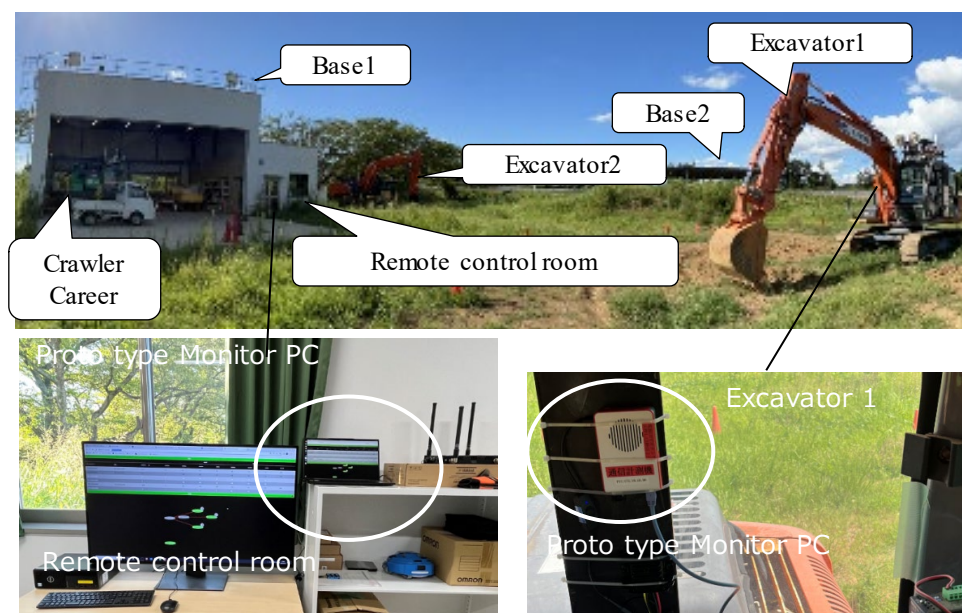 Base1
Excavator1
Base2
Excavator2
Crawler
Career
Remote control room
Proto type Monitor PC
Remote control room
OMRON
Excavator 1
Proto type Monitor PC